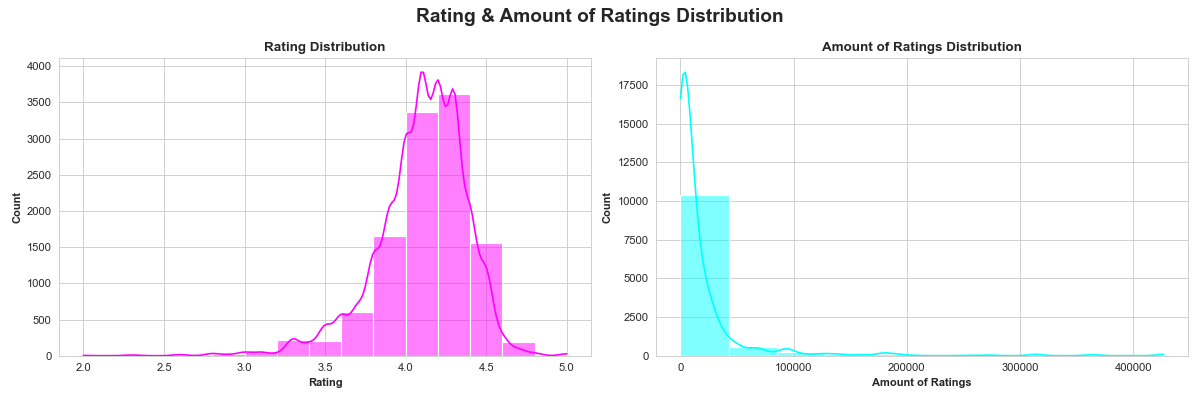 Rating & Amount of Ratings Distribution
Rating Distribution
4000
3500
3000
2500
2000
1500
1000
500
0
Count
2.0 2.5 3.0 3.5 4.0 4.5 5.0
Rating
Amount of Ratings Distribution
17500
15000
12500
10000
7500
5000
2500
0
Count
0 100000 200000 300000 400000
Amount of Ratings